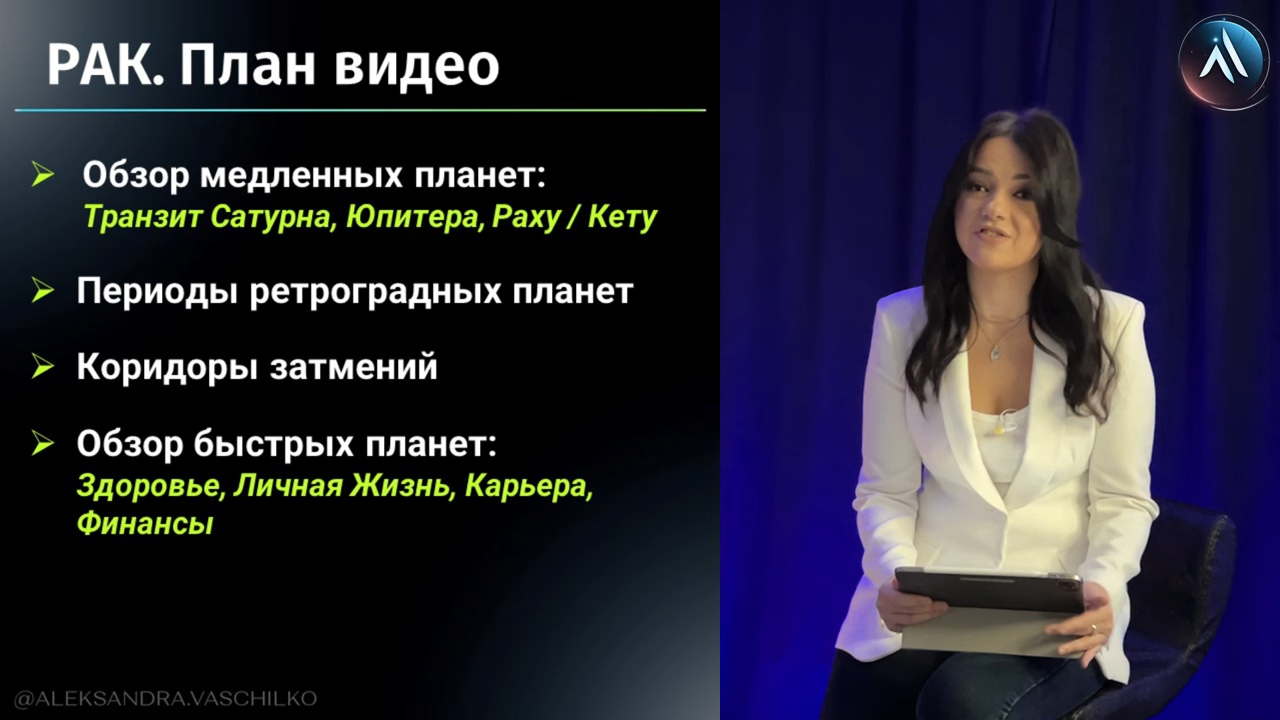 РАК. План видео
Обзор медленных планет:
Транзит Сатурна, Юпитера, Раху / Кету
Периоды ретроградных планет
Коридоры затмений
Обзор быстрых планет:
Здоровье, Личная Жизнь, Карьера,
Финансы
@ALEKSANDRA.VASCHILKO